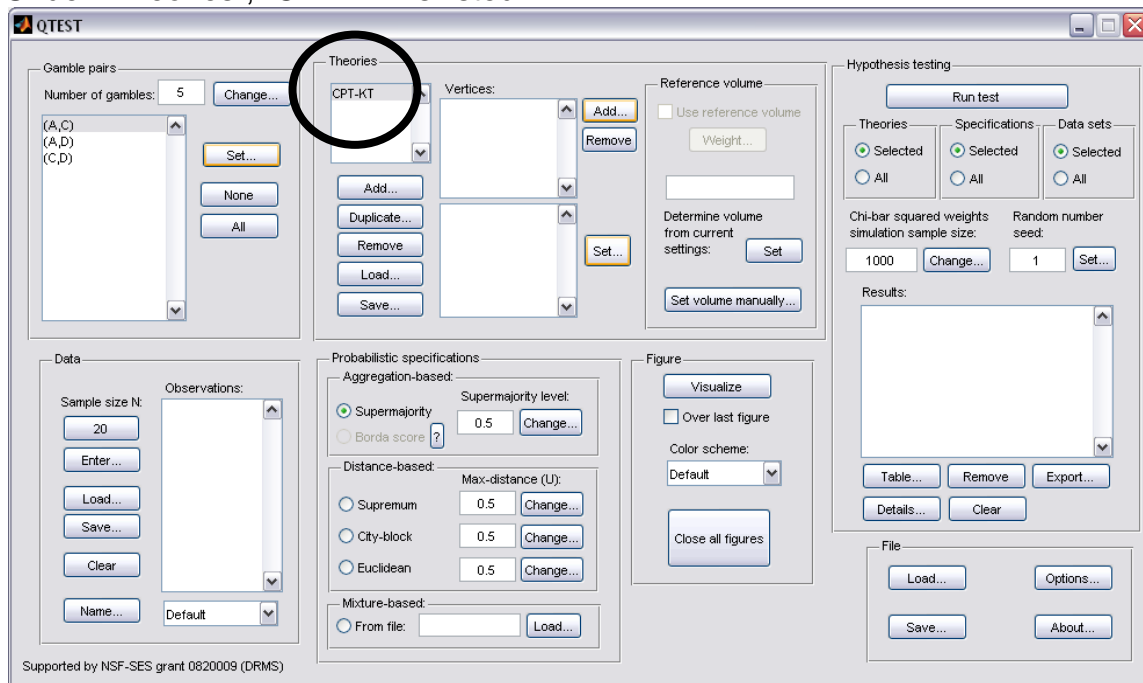 QTEST
Gamble pairs
Number of gambles: 5 Change...
(A,C)
(A,D)
(C,D)
Set...
None
All
Theories
CPT-KT
Add...
Duplicate...
Remove
Load...
Save...
Vertices:
Add...
Remove
Set...
Reference volume
Use reference volume
Weight...
Determine volume
from current
settings: Set
Set volume manually...
Hypothesis testing
Run test
Theories
Selected
All
Specifications
Selected
All
Data sets
Selected
All
Chi-bar squared weights
simulation sample size:
1000 Change...
Random number
seed:
1 Set...
Results:
Table... Remove Export...
Details... Clear
Data
Sample size N:
20
Enter...
Load...
Save...
Clear
Name...
Observations:
Default
Probabilistic specifications
Aggregation-based:
Supermajority
Borda score ?
Supermajority level:
0.5 Change...
Distance-based:
Max-distance (U):
Supremum 0.5 Change...
City-block 0.5 Change...
Euclidean 0.5 Change...
Mixture-based:
From file: Load...
Figure
Visualize
Over last figure
Color scheme:
Default
Close all figures
File
Load... Options...
Save... About...
Supported by NSF-SES grant 0820009 (DRMS)